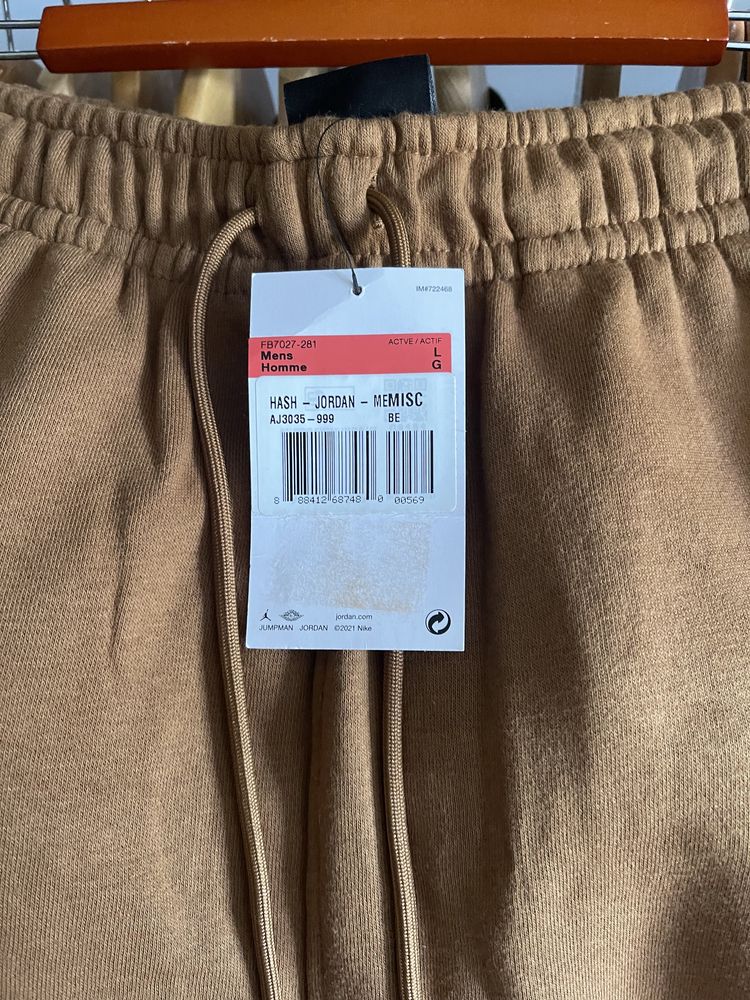 IM#722468
FB7027-281 ACTVE / ACTIF
Mens L
Homme G
HASH - JORDAN - MEMISC
AJ3035-999 BE
8 88412 68748 0 00569
jordan.com
JUMPMAN JORDAN ©2021 Nike